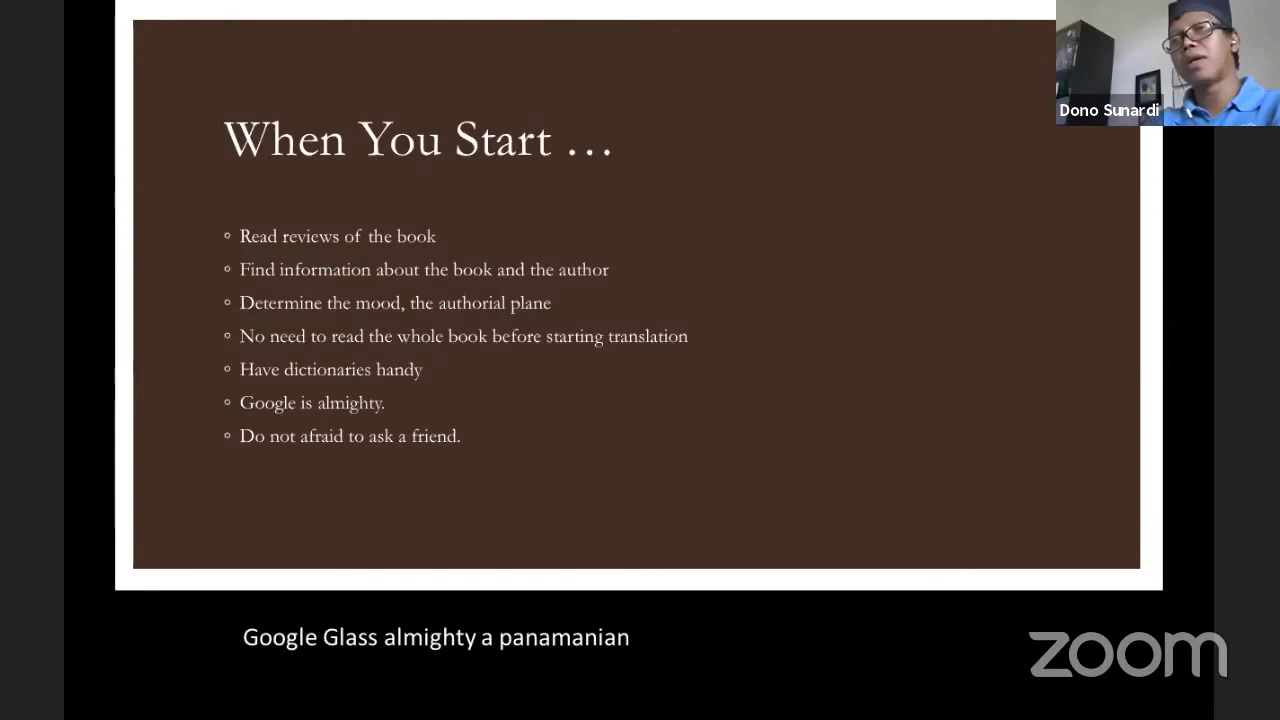 When You Start …
Read reviews of the book
Find information about the book and the author
Determine the mood, the authorial plane
No need to read the whole book before starting translation
Have dictionaries handy
Google is almighty.
Do not afraid to ask a friend.
Dono Sunardi
Google Glass almighty a panamanian
zoom